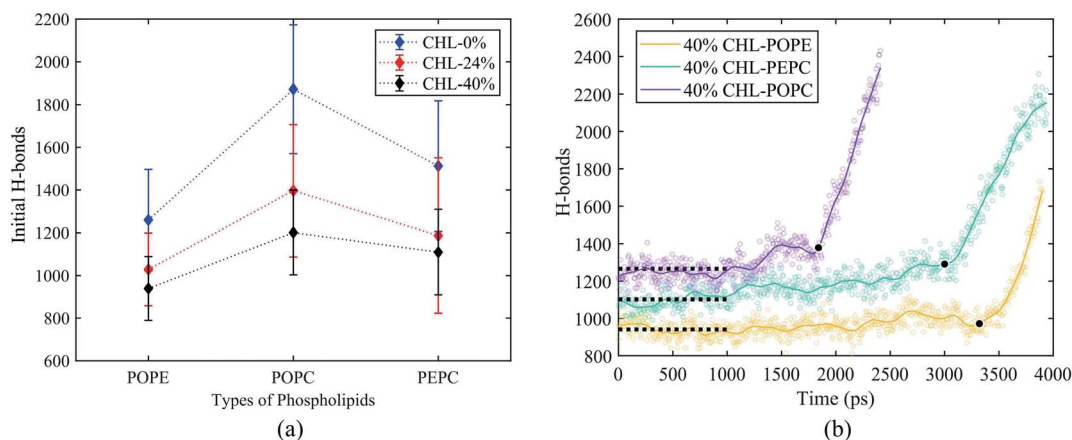 2200
2000
1800
1600
1400
1200
1000
800
600
Initial H-bonds
CHL-0%
CHL-24%
CHL-40%
POPE
POPC
PEPC
Types of Phospholipids
(a)
2600
2400
2200
2000
1800
1600
1400
1200
1000
800
H-bonds
40% CHL-POPE
40% CHL-PEPC
40% CHL-POPC
0
500
1000
1500
2000
2500
3000
3500
4000
Time (ps)
(b)